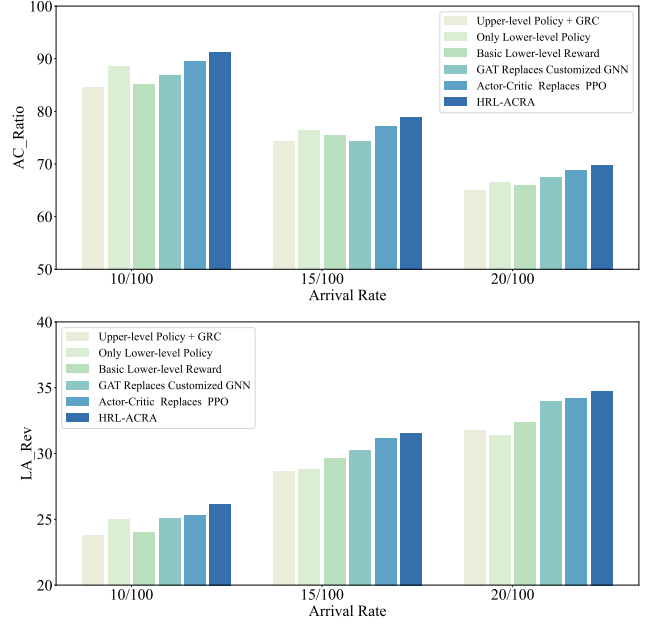 100
90
80
70
60
50
AC_Ratio
Upper-level Policy + GRC
Only Lower-level Policy
Basic Lower-level Reward
GAT Replaces Customized GNN
Actor-Critic Replaces PPO
HRL-ACRA
10/100
15/100
20/100
Arrival Rate
40
35
30
25
20
LA_Rev
Upper-level Policy + GRC
Only Lower-level Policy
Basic Lower-level Reward
GAT Replaces Customized GNN
Actor-Critic Replaces PPO
HRL-ACRA
10/100
15/100
20/100
Arrival Rate